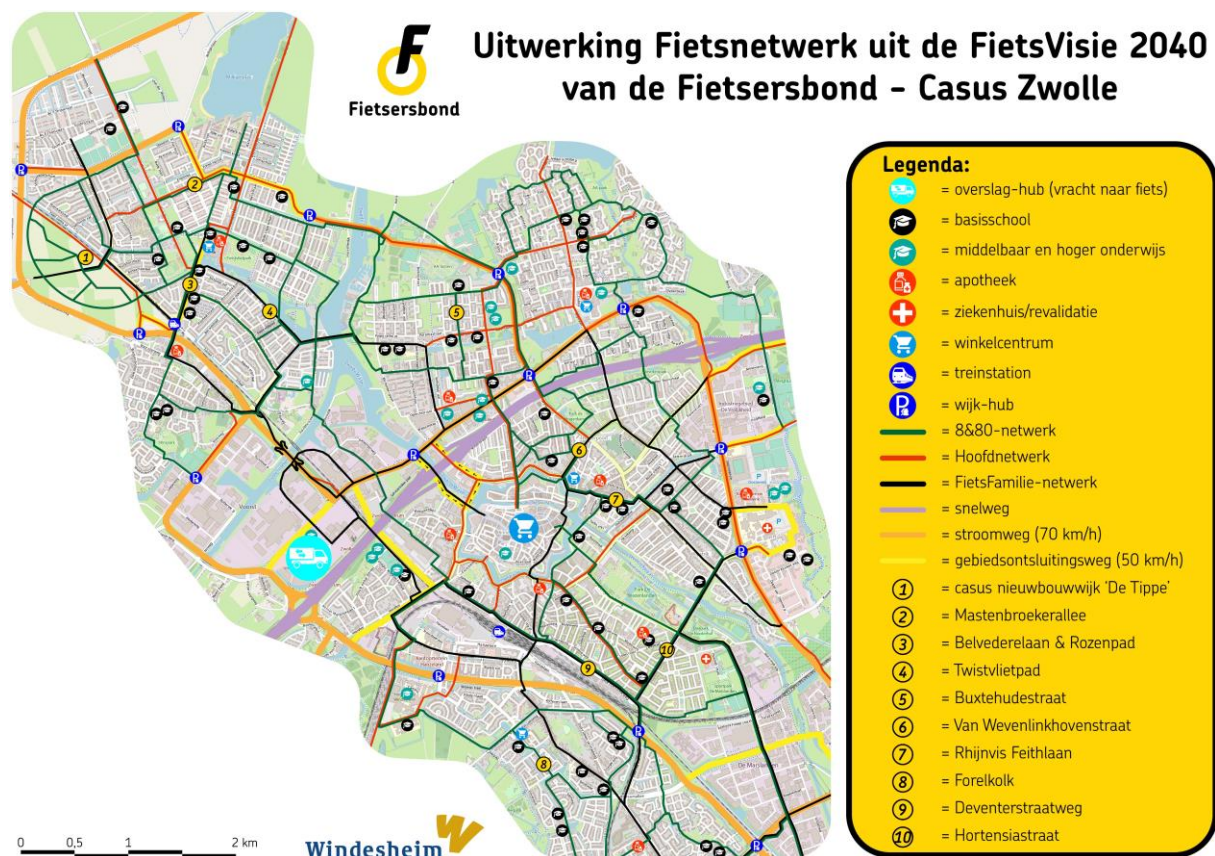 Uitwerking Fietsnetwerk uit de FietsVisie 2040
van de Fietsersbond - Casus Zwolle
Fietsersbond
Legenda:
= overslag-hub (vracht naar fiets)
= basisschool
= middelbaar en hoger onderwijs
= apotheek
= ziekenhuis/revalidatie
= winkelcentrum
= treinstation
= wijk-hub
= 8&80-netwerk
= Hoofdnetwerk
= FietsFamilie-netwerk
= snelweg
= stroomweg (70 km/h)
= gebiedsontsluitingsweg (50 km/h)
1 = casus nieuwbouwwijk 'De Tippe'
2 = Mastenbroekerallee
3 = Belvederelaan & Rozenpad
4 = Twistvlietpad
5 = Buxtehudestraat
6 = Van Wevenlinkhovenstraat
7 = Rhijnvis Feithlaan
8 = Forelkolk
9 = Deventerstraatweg
10 = Hortensiastraat
0 0,5 1 2 km
Windesheim